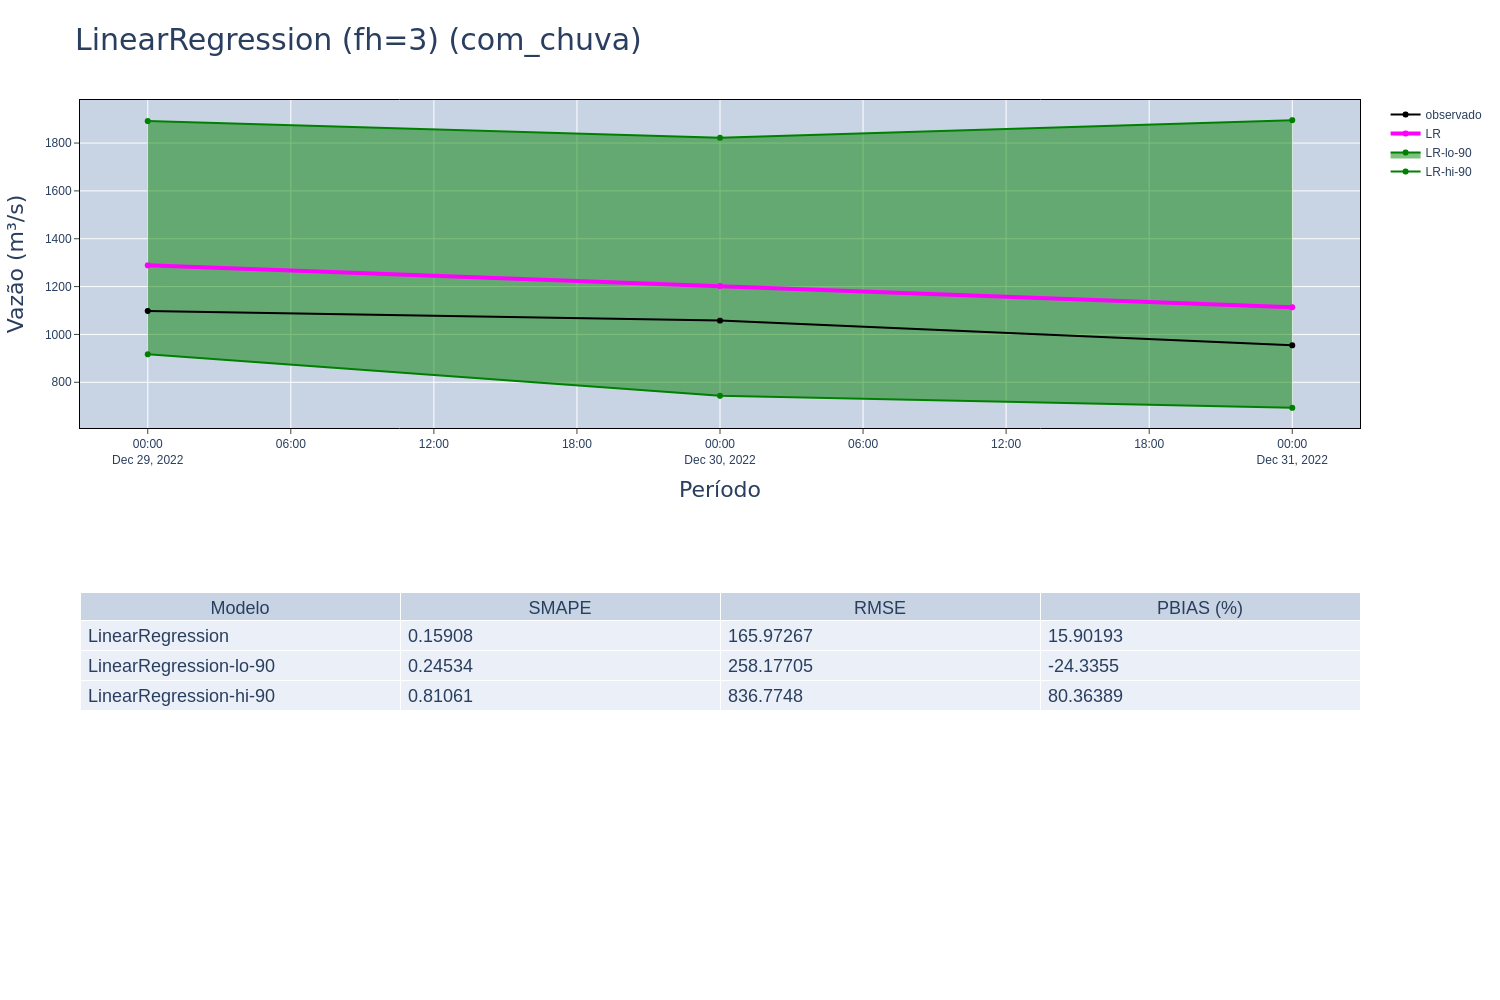 LinearRegression (fh=3) (com_chuva)
observado
LR
LR-lo-90
LR-hi-90
Vazão (m³/s)
1800
1600
1400
1200
1000
800
00:00 06:00 12:00 18:00 00:00 06:00 12:00 18:00 00:00
Dec 29, 2022 Dec 30, 2022 Dec 31, 2022
Período
Modelo SMAPE RMSE PBIAS (%)
LinearRegression 0.15908 165.97267 15.90193
LinearRegression-lo-90 0.24534 258.17705 -24.3355
LinearRegression-hi-90 0.81061 836.7748 80.36389